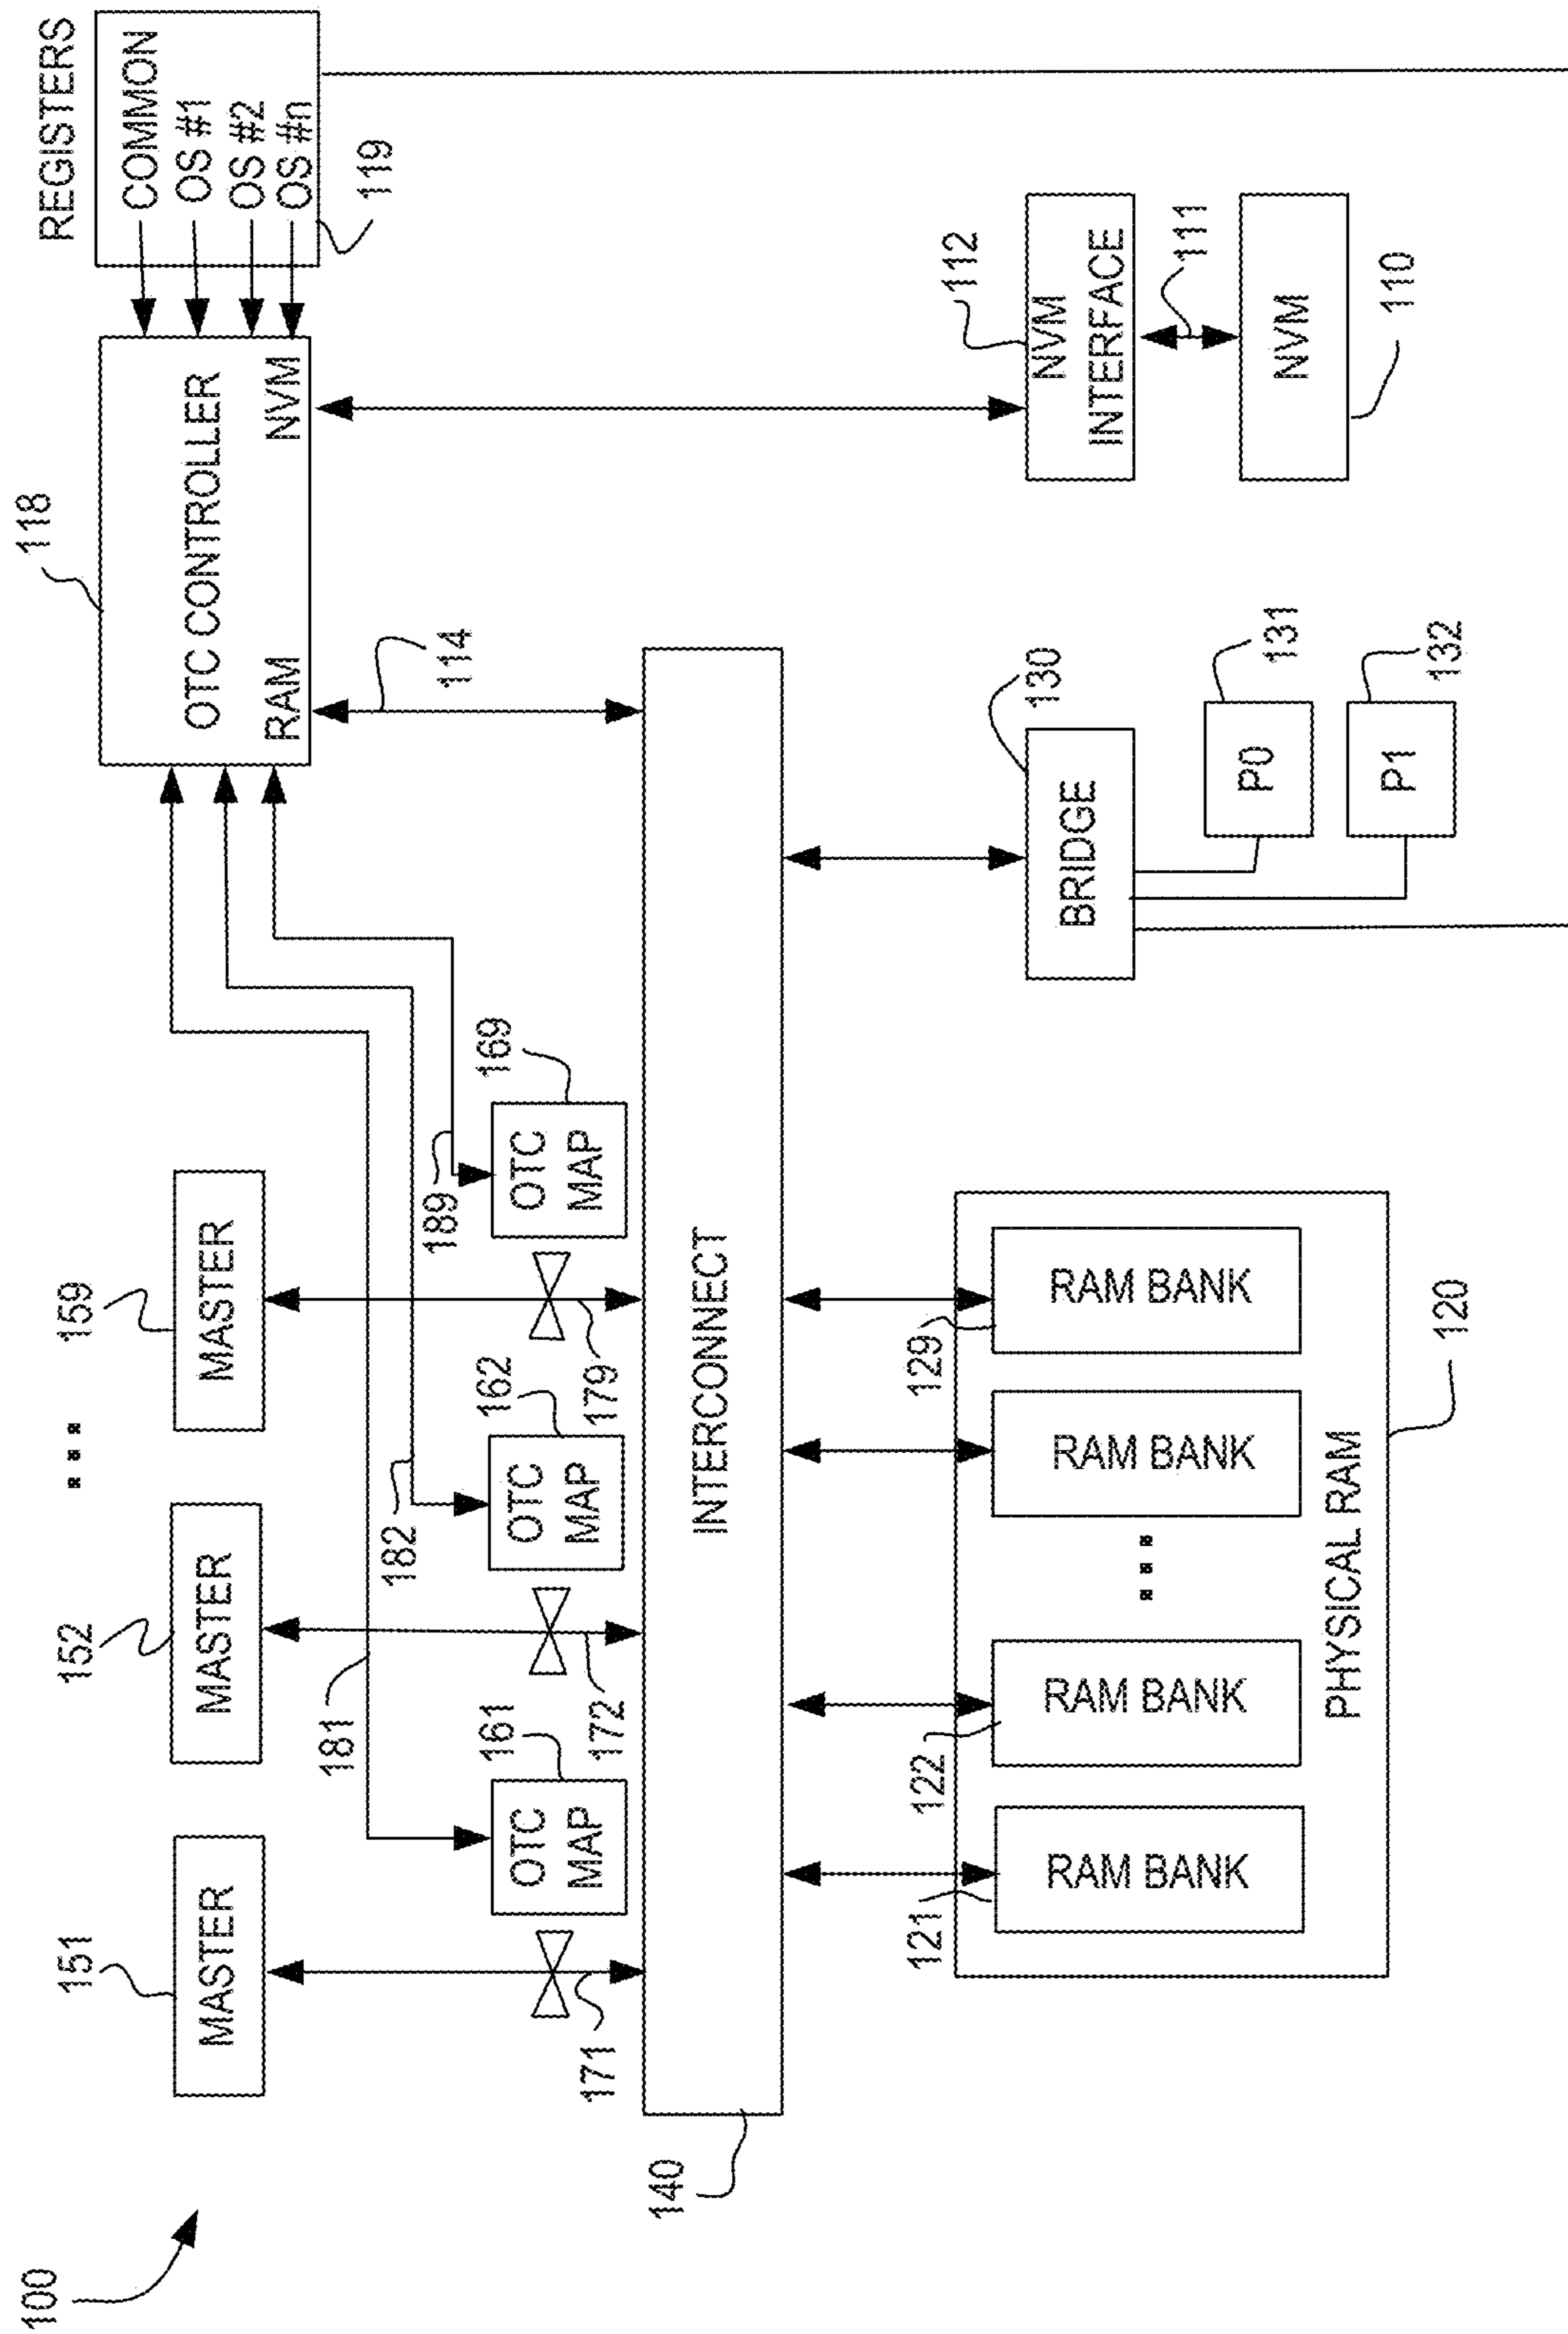 100
151
MASTER
152
MASTER
159
MASTER
118
OTC CONTROLLER
RAM
NVM
REGISTERS
COMMON
OS #1
OS #2
OS #n
119
181
182
189
161
OTC
MAP
162
OTC
MAP
169
OTC
MAP
171
172
179
114
140
INTERCONNECT
121
RAM BANK
122
RAM BANK
RAM BANK
129
RAM BANK
PHYSICAL RAM
120
130
BRIDGE
P0
131
P1
132
112
NVM
INTERFACE
111
NVM
110